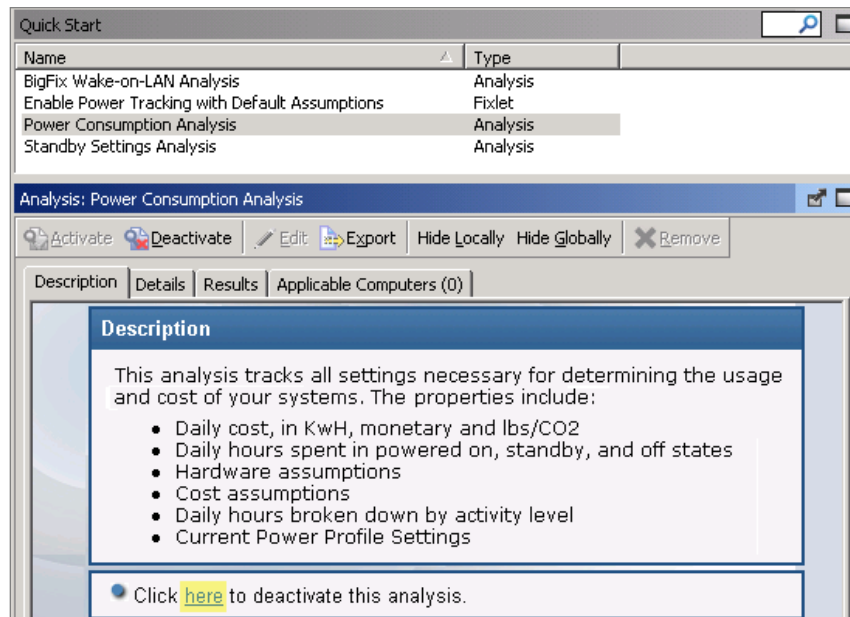 Quick Start
Name Type
BigFix Wake-on-LAN Analysis Analysis
Enable Power Tracking with Default Assumptions Fixlet
Power Consumption Analysis Analysis
Standby Settings Analysis Analysis
Analysis: Power Consumption Analysis
Activate Deactivate Edit Export Hide Locally Hide Globally Remove
Description Details Results Applicable Computers (0)
Description
This analysis tracks all settings necessary for determining the usage
and cost of your systems. The properties include:
• Daily cost, in KwH, monetary and lbs/CO2
• Daily hours spent in powered on, standby, and off states
• Hardware assumptions
• Cost assumptions
• Daily hours broken down by activity level
• Current Power Profile Settings
Click here to deactivate this analysis.